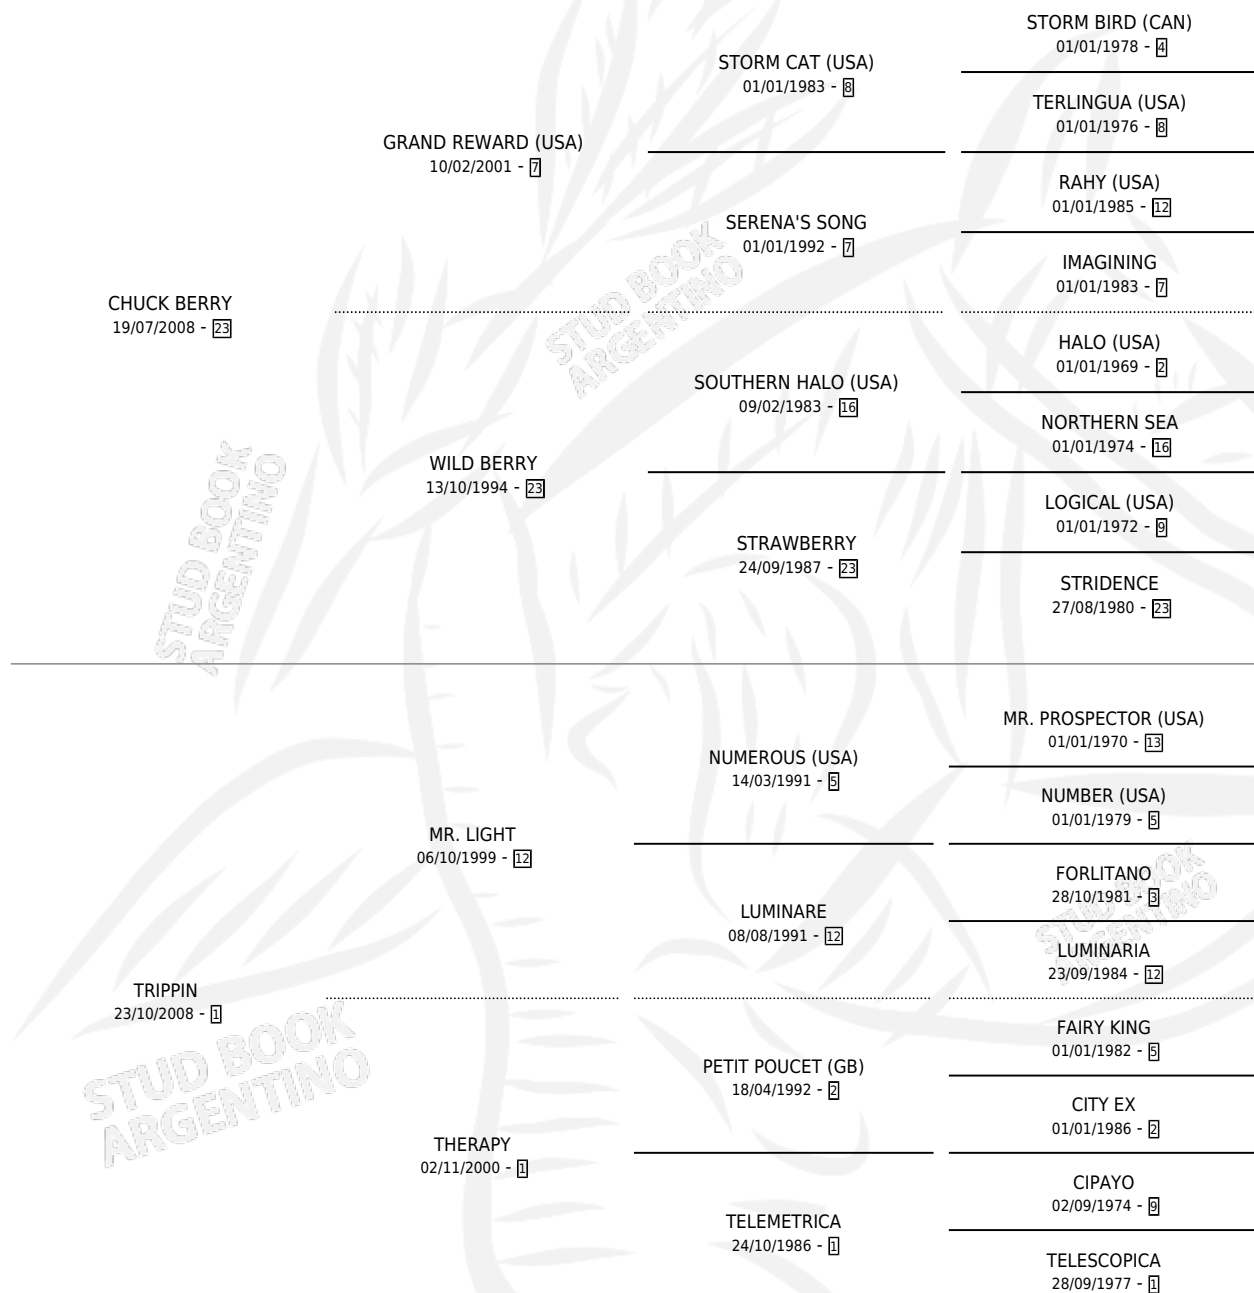 STORM BIRD (CAN)
01/01/1978 - 4
STORM CAT (USA)
01/01/1983 - 8
TERLINGUA (USA)
01/01/1976 - 8
GRAND REWARD (USA)
10/02/2001 - 7
RAHY (USA)
01/01/1985 - 12
SERENA'S SONG
01/01/1992 - 7
IMAGINING
01/01/1983 - 7
CHUCK BERRY
19/07/2008 - 23
HALO (USA)
01/01/1969 - 2
SOUTHERN HALO (USA)
09/02/1983 - 16
NORTHERN SEA
01/01/1974 - 16
WILD BERRY
13/10/1994 - 23
LOGICAL (USA)
01/01/1972 - 9
STRAWBERRY
24/09/1987 - 23
STRIDENCE
27/08/1980 - 23
MR. PROSPECTOR (USA)
01/01/1970 - 13
NUMEROUS (USA)
14/03/1991 - 5
NUMBER (USA)
01/01/1979 - 5
MR. LIGHT
06/10/1999 - 12
FORLITANO
28/10/1981 - 3
LUMINARE
08/08/1991 - 12
LUMINARIA
23/09/1984 - 12
TRIPPIN
23/10/2008 - 1
FAIRY KING
01/01/1982 - 5
PETIT POUCET (GB)
18/04/1992 - 2
CITY EX
01/01/1986 - 2
THERAPY
02/11/2000 - 1
CIPAYO
02/09/1974 - 9
TELEMETRICA
24/10/1986 - 1
TELESCOPICA
28/09/1977 - 1
STUD BOOK
ARGENTINO
STUD BOOK
ARGENTINO
STUD BOOK
ARGENTINO
STUD BOOK
ARGENTINO